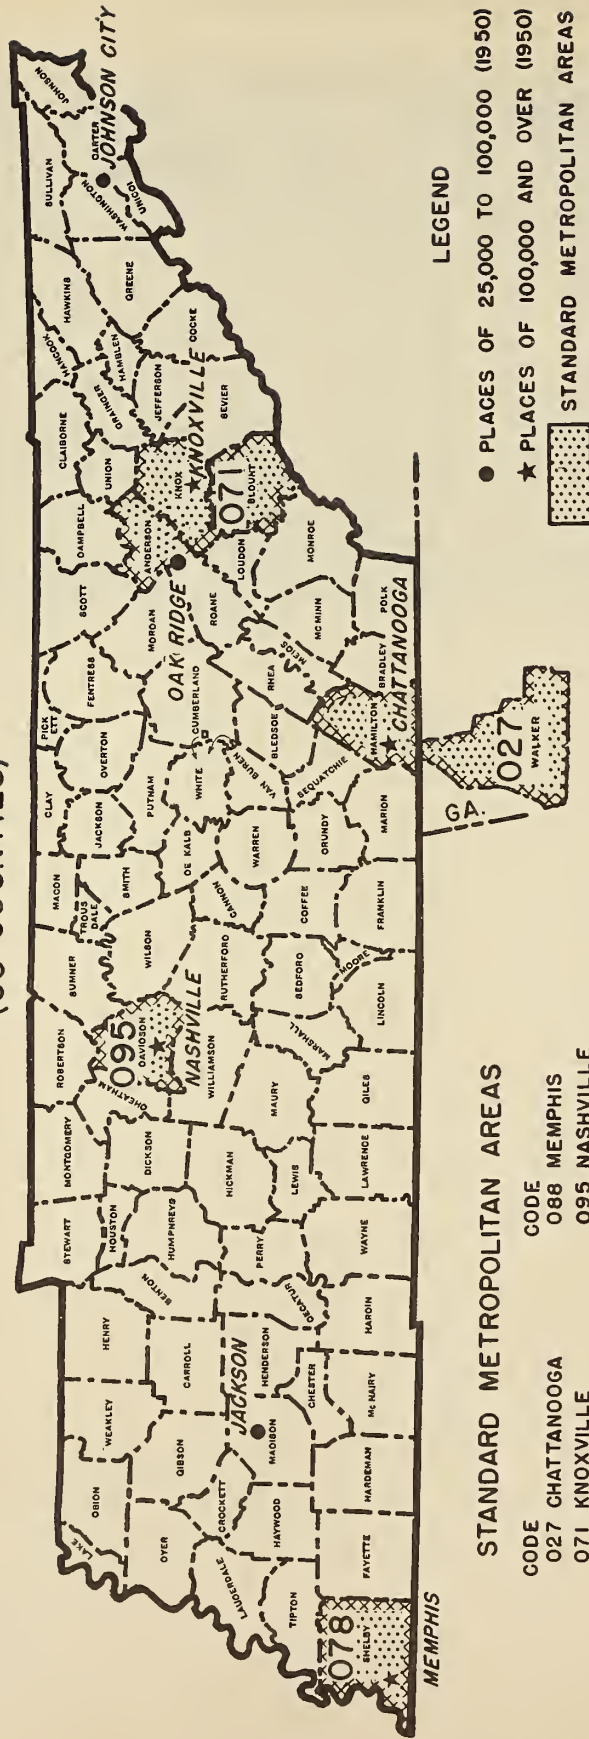 LAKE
OBION
WEAKLEY
HENRY
STEWART
MONTGOMERY
ROBERTSON
SUMNER
MACON
TROUS
DALE
CLAY
PICK
ETT
FENTRESS
SCOTT
CAMPBELL
CLAIBORNE
HANCOCK
HAWKINS
SULLIVAN
JOHNSON
CARTER
JOHNSON CITY
WASHINGTON
UNICOI
GREENE
HAMBLEN
GRAINGER
UNION
JEFFERSON
COCKE
KNOXVILLE
SEVIER
KNOX
ANDERSON
071
BLOUNT
LOUDON
MONROE
OAK RIDGE
MORGAN
ROANE
OVERTON
JACKSON
PUTNAM
CUMBERLAND
WHITE
SMITH
DE KALB
WILSON
095
DAVIDSON
NASHVILLE
CHEATHAM
DICKSON
HOUSTON
HUMPHREYS
BENTON
CARROLL
GIBSON
DYER
CROCKETT
LAUDERDALE
HAYWOOD
JACKSON
MADISON
HENDERSON
DECATUR
PERRY
HICKMAN
LEWIS
MAURY
WILLIAMSON
RUTHERFORD
CANNON
WARREN
VAN BUREN
BLEDSOE
RHEA
MEIGS
MC MINN
POLK
BRADLEY
CHATTANOOGA
HAMILTON
SEQUATCHIE
GRUNDY
MARION
COFFEE
FRANKLIN
BEDFORD
MOORE
LINCOLN
MARSHALL
GILES
LAWRENCE
WAYNE
HARDIN
CHESTER
McNAIRY
HARDEMAN
FAYETTE
TIPTON
078
SHELBY
MEMPHIS
GA.
027
WALKER
STANDARD METROPOLITAN AREAS
CODE CODE
027 CHATTANOOGA 088 MEMPHIS
071 KNOXVILLE 095 NASHVILLE
LEGEND
● PLACES OF 25,000 TO 100,000 (1950)
★ PLACES OF 100,000 AND OVER (1950)
STANDARD METROPOLITAN AREAS